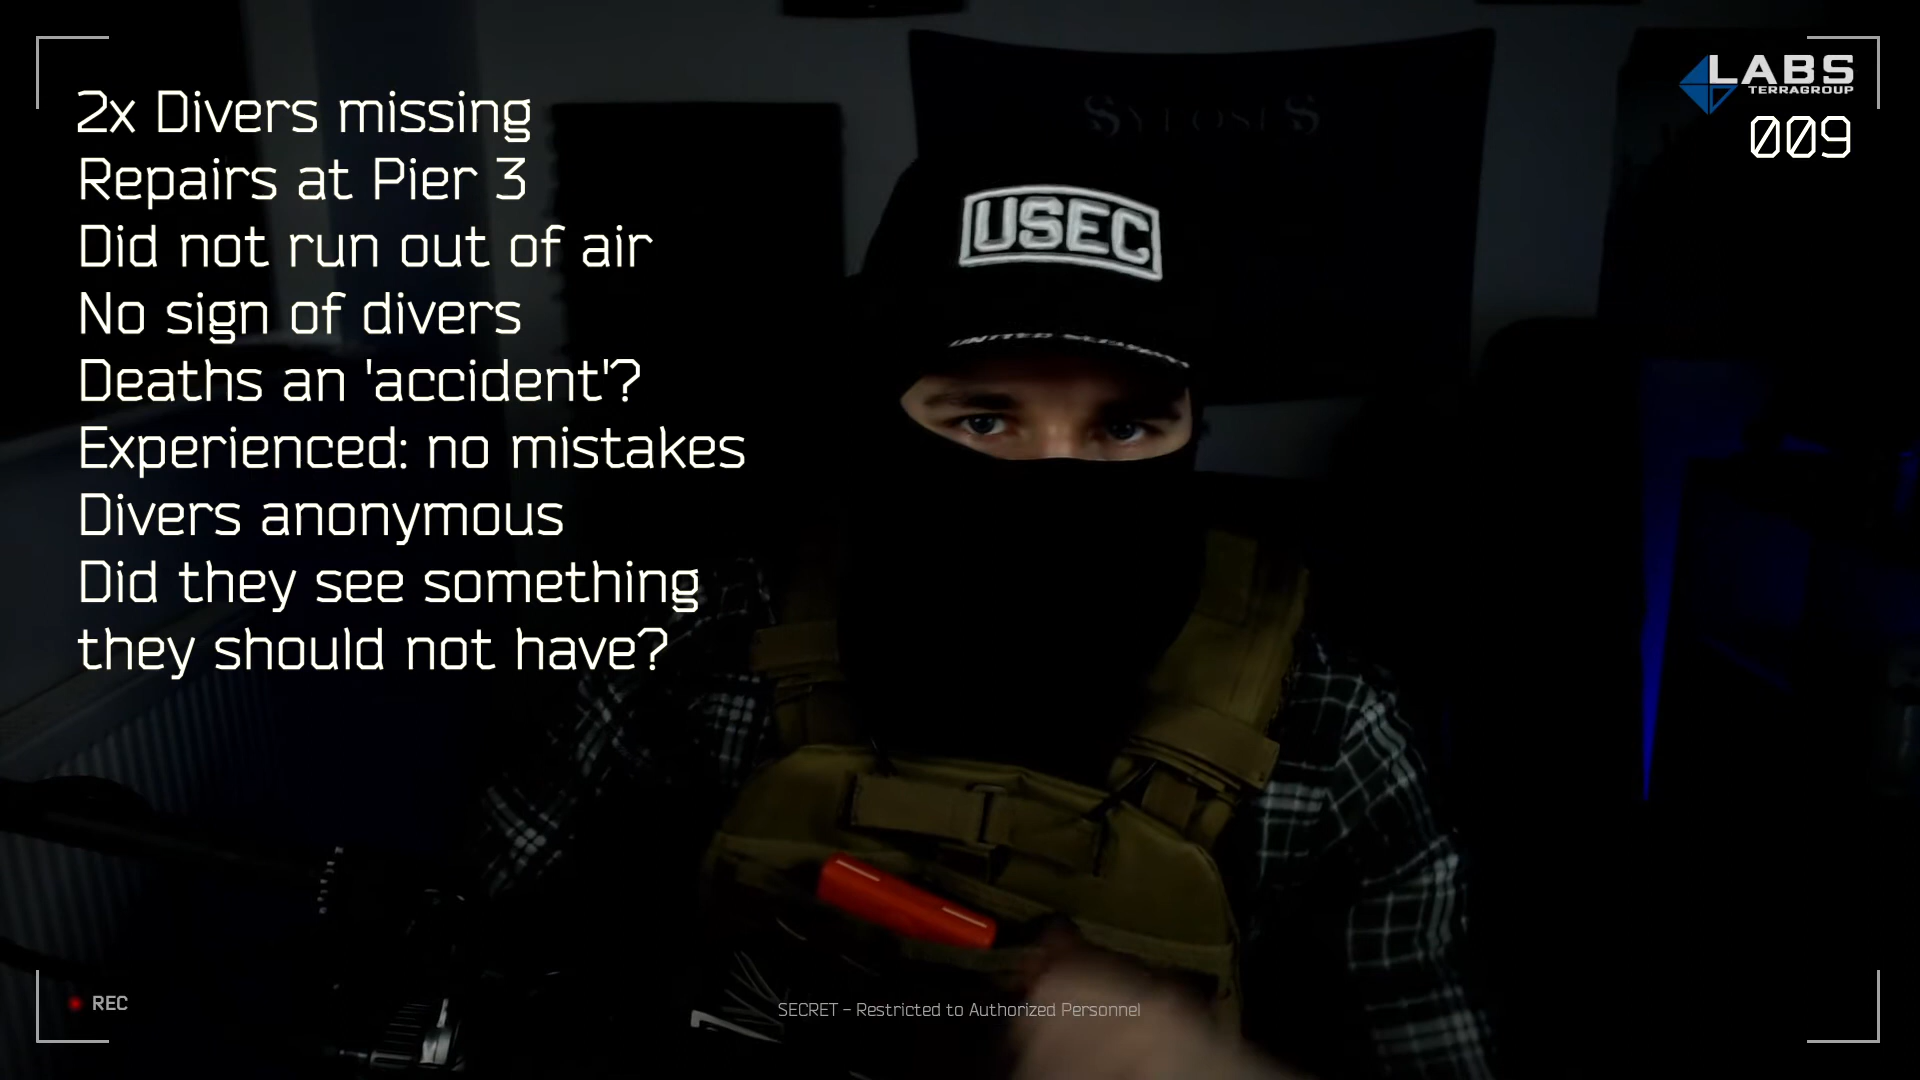 2x Divers missing
Repairs at Pier 3
Did not run out of air
No sign of divers
Deaths an 'accident'?
Experienced: no mistakes
Divers anonymous
Did they see something
they should not have?
LABS
TERRAGROUP
009
SYLOSIS
USEC
REC
SECRET – Restricted to Authorized Personnel